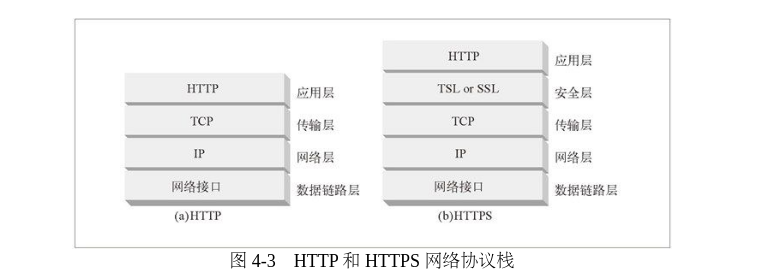 HTTP 应用层
TSL or SSL 安全层
HTTP 应用层
TCP 传输层
TCP 传输层
IP 网络层
IP 网络层
网络接口 数据链路层
网络接口 数据链路层
(a)HTTP
(b)HTTPS
图 4-3 HTTP 和 HTTPS 网络协议栈